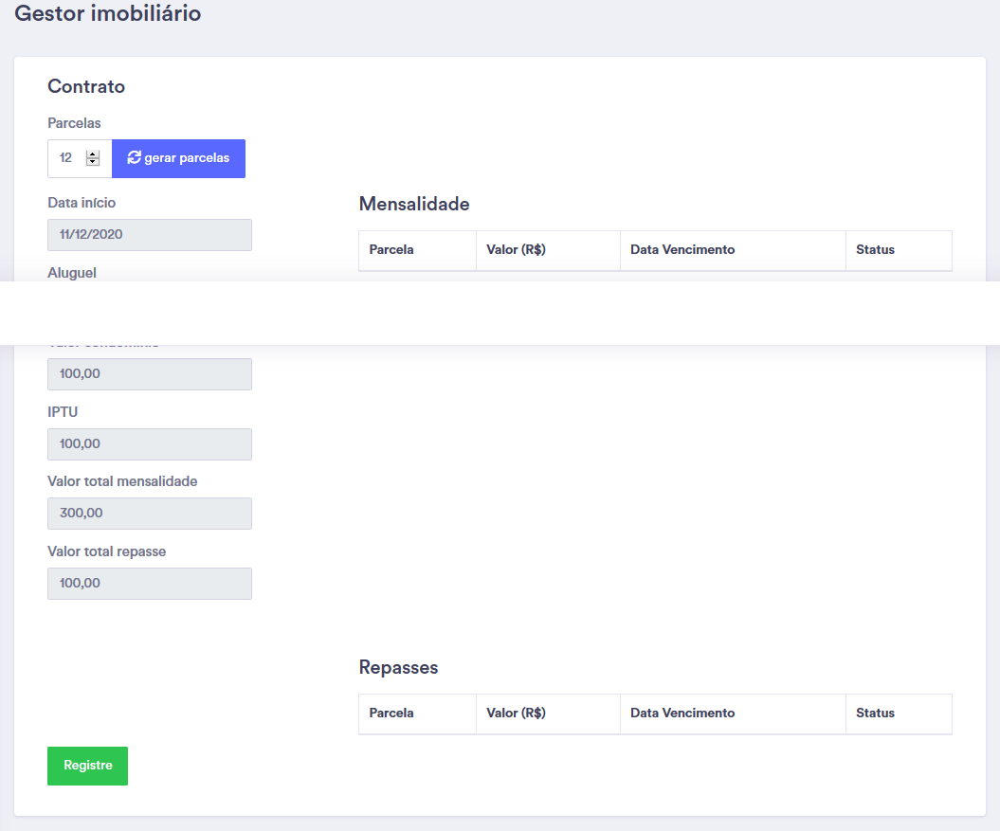 Gestor imobiliário
Contrato
Parcelas
12
gerar parcelas
Data início
11/12/2020
Aluguel
Mensalidade
Parcela Valor (R$) Data Vencimento Status
100,00
IPTU
100,00
Valor total mensalidade
300,00
Valor total repasse
100,00
Repasses
Parcela Valor (R$) Data Vencimento Status
Registre